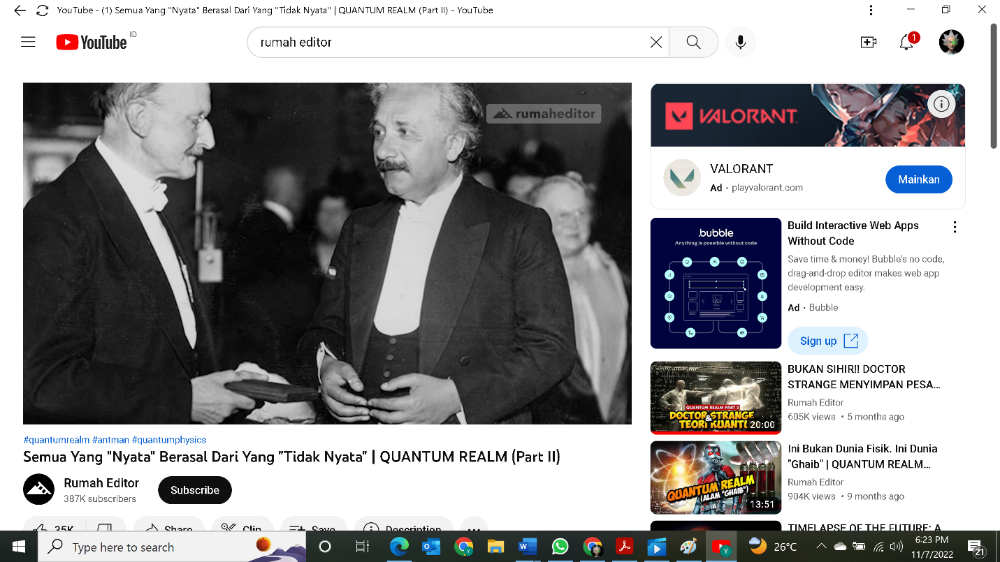 YouTube - (1) Semua Yang "Nyata" Berasal Dari Yang "Tidak Nyata" | QUANTUM REALM (Part II) - YouTube
YouTube ID
rumah editor
1
rumaheditor
VALORANT
VALORANT
Ad · playvalorant.com
Mainkan
.bubble
Anything is possible without code
Build Interactive Web Apps
Without Code
Save time & money! Bubble's no code,
drag-and-drop editor makes web app
development easy.
Ad · Bubble
Sign up
QUANTUM REALM PART 3
DOCTOR STRANGE
&
TEORI KUANTU
20:00
BUKAN SIHIR!! DOCTOR
STRANGE MENYIMPAN PESA...
Rumah Editor
605K views • 5 months ago
QUANTUM REALM
(ALAM "GHAIB")
13:51
Ini Bukan Dunia Fisik. Ini Dunia
"Ghaib" | QUANTUM REALM...
Rumah Editor
904K views • 9 months ago
TIMELAPSE OF THE FUTURE: A
#quantumrealm #antman #quantumphysics
Semua Yang "Nyata" Berasal Dari Yang "Tidak Nyata" | QUANTUM REALM (Part II)
Rumah Editor
387K subscribers
Subscribe
35K
Share
Clip
Save
Description
Type here to search
26°C
6:23 PM
11/7/2022
21